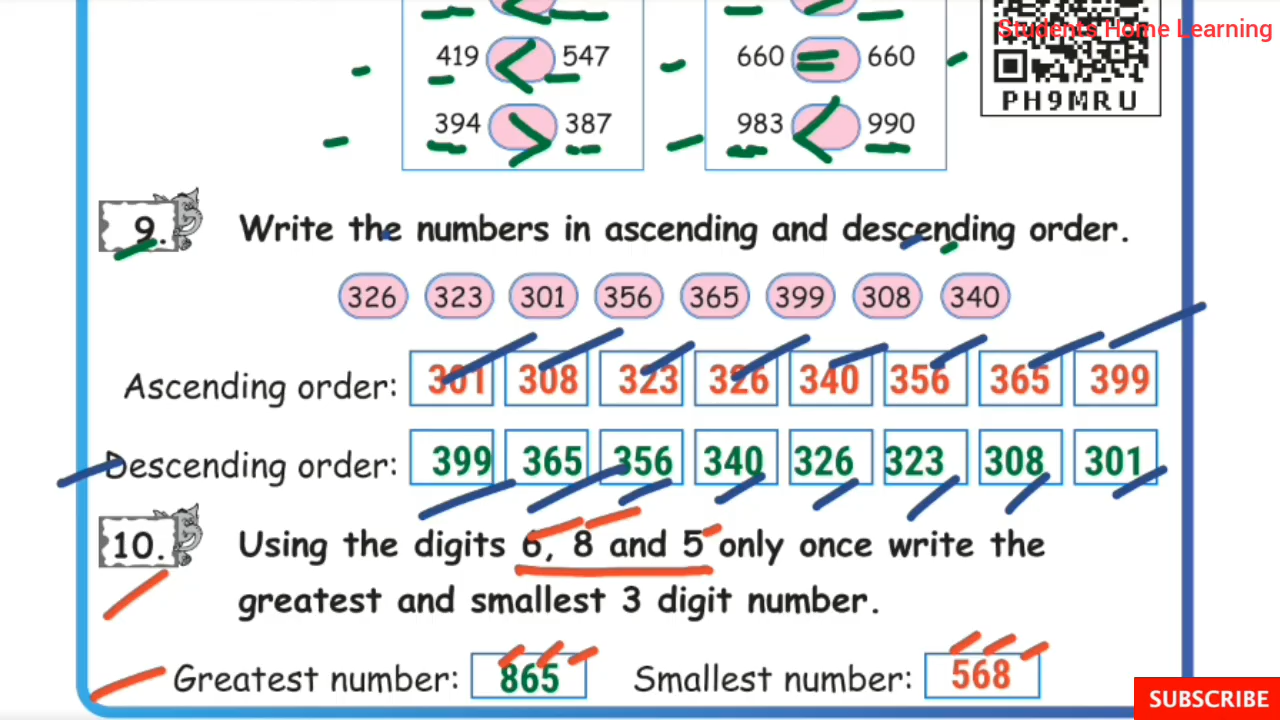 Students Home Learning
419 < 547 660 = 660
PH9MRU
394 > 387 983 < 990
9. Write the numbers in ascending and descending order.
326 323 301 356 365 399 308 340
Ascending order: 301 308 323 326 340 356 365 399
Descending order: 399 365 356 340 326 323 308 301
10. Using the digits 6, 8 and 5 only once write the
greatest and smallest 3 digit number.
Greatest number: 865 Smallest number: 568
SUBSCRIBE